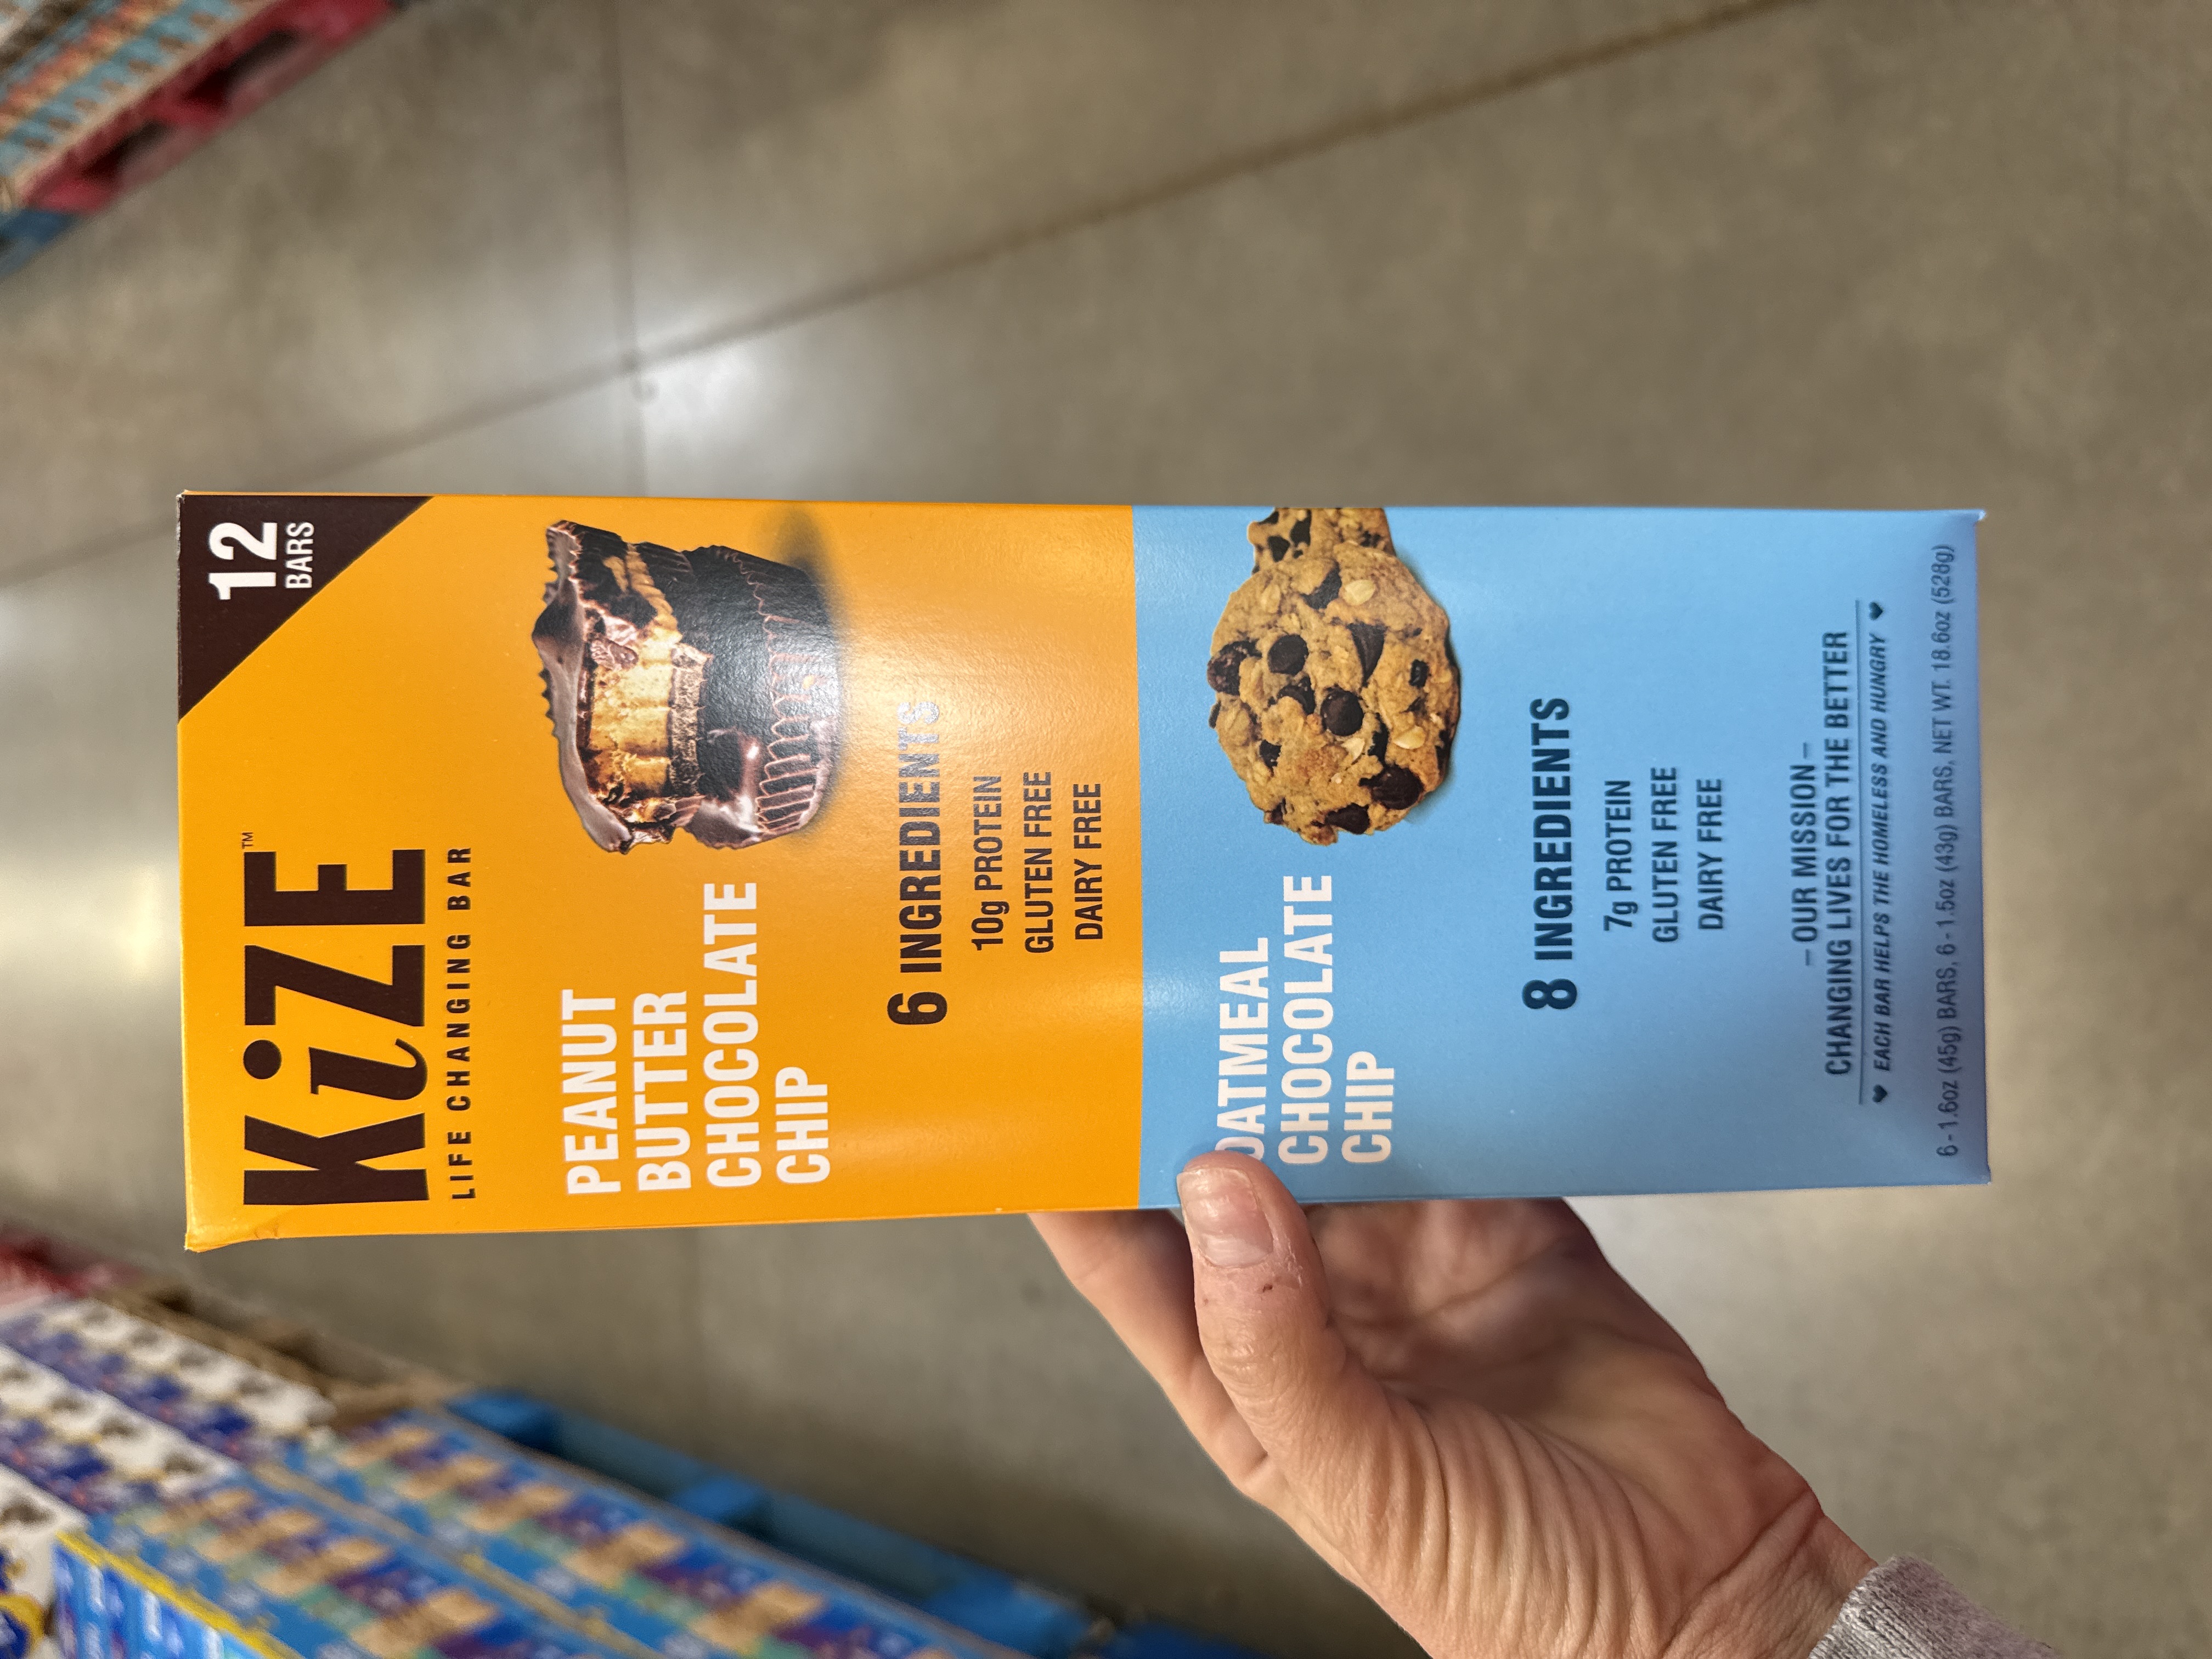 12
BARS
KiZE™
LIFE CHANGING BAR
PEANUT
BUTTER
CHOCOLATE
CHIP
6 INGREDIENTS
10g PROTEIN
GLUTEN FREE
DAIRY FREE
OATMEAL
CHOCOLATE
CHIP
8 INGREDIENTS
7g PROTEIN
GLUTEN FREE
DAIRY FREE
– OUR MISSION –
CHANGING LIVES FOR THE BETTER
♥ EACH BAR HELPS THE HOMELESS AND HUNGRY ♥
6 - 1.6oz (45g) BARS, 6 - 1.5oz (43g) BARS, NET WT. 18.6oz (528g)